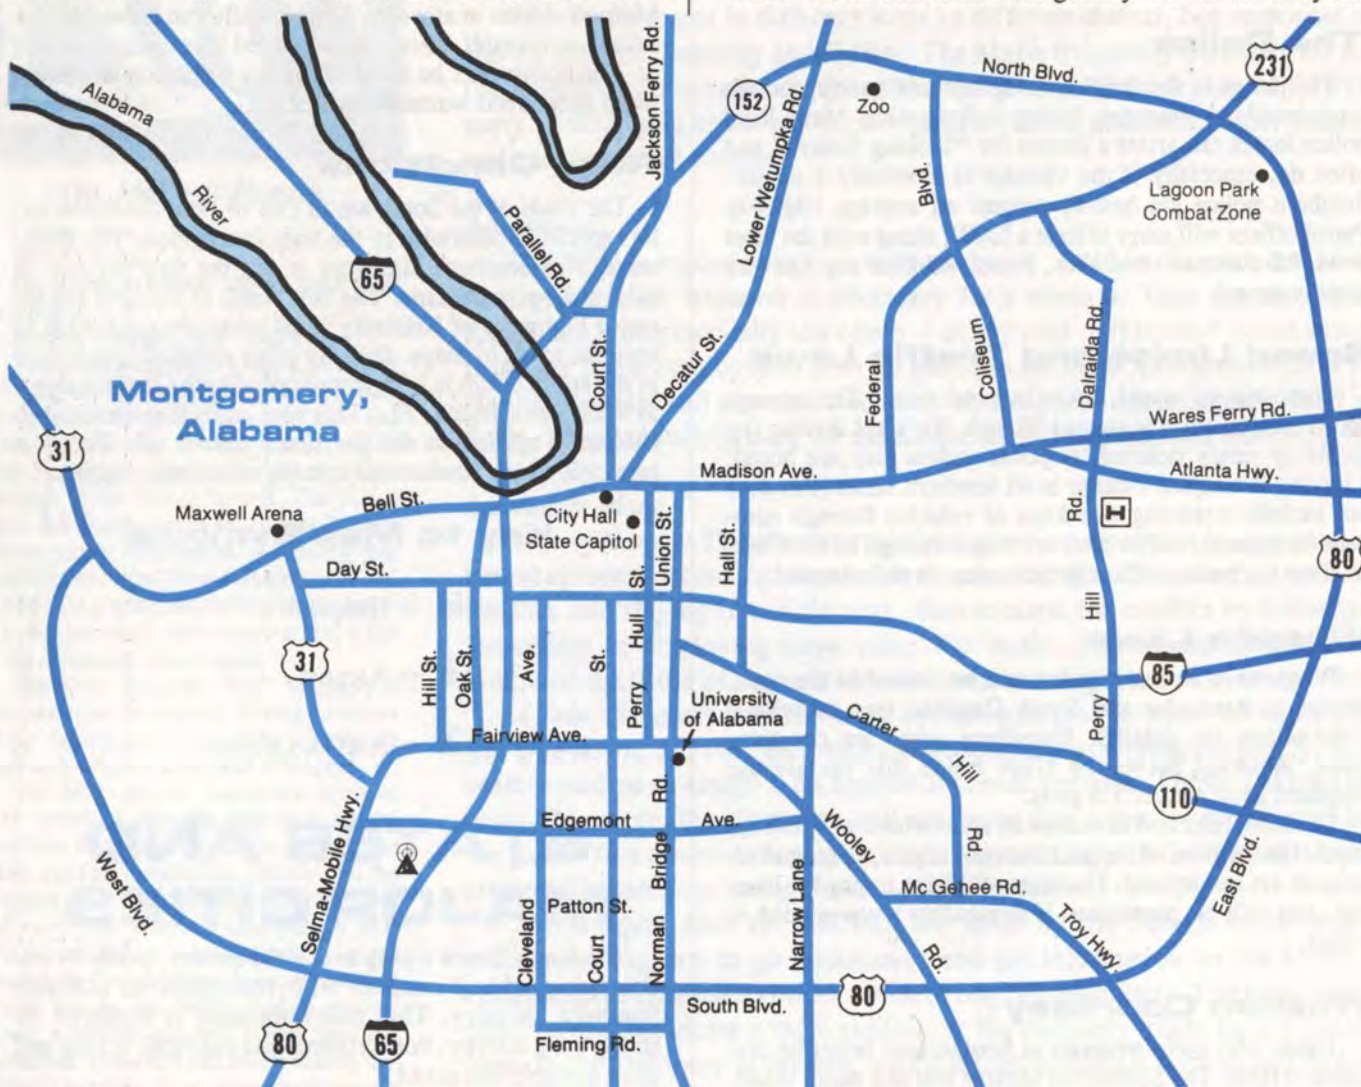 Jackson Ferry Rd.
152
North Blvd.
231
Zoo
Alabama
River
Lower Wetumpka Rd.
Blvd.
Lagoon Park
Combat Zone
Parallel Rd.
65
Court St.
Decatur St.
Federal
Coliseum
Dalraida Rd.
Montgomery,
Alabama
Wares Ferry Rd.
31
Madison Ave.
Atlanta Hwy.
Bell St.
Maxwell Arena
City Hall
State Capitol
Union St.
Hall St.
Rd.
H
80
Day St.
Hull St.
Hill
31
Hill St.
Oak St.
Ave.
St.
Perry
University
of Alabama
85
Perry
Carter
Fairview Ave.
Hill
110
Rd.
Selma-Mobile Hwy.
Edgemont Ave.
Wooley
Rd.
West Blvd.
Mc Gehee Rd.
East Blvd.
Cleveland
Patton St.
Court
Norman Bridge
Narrow Lane
Troy Hwy.
Rd.
80
South Blvd.
80
65
Fleming Rd.